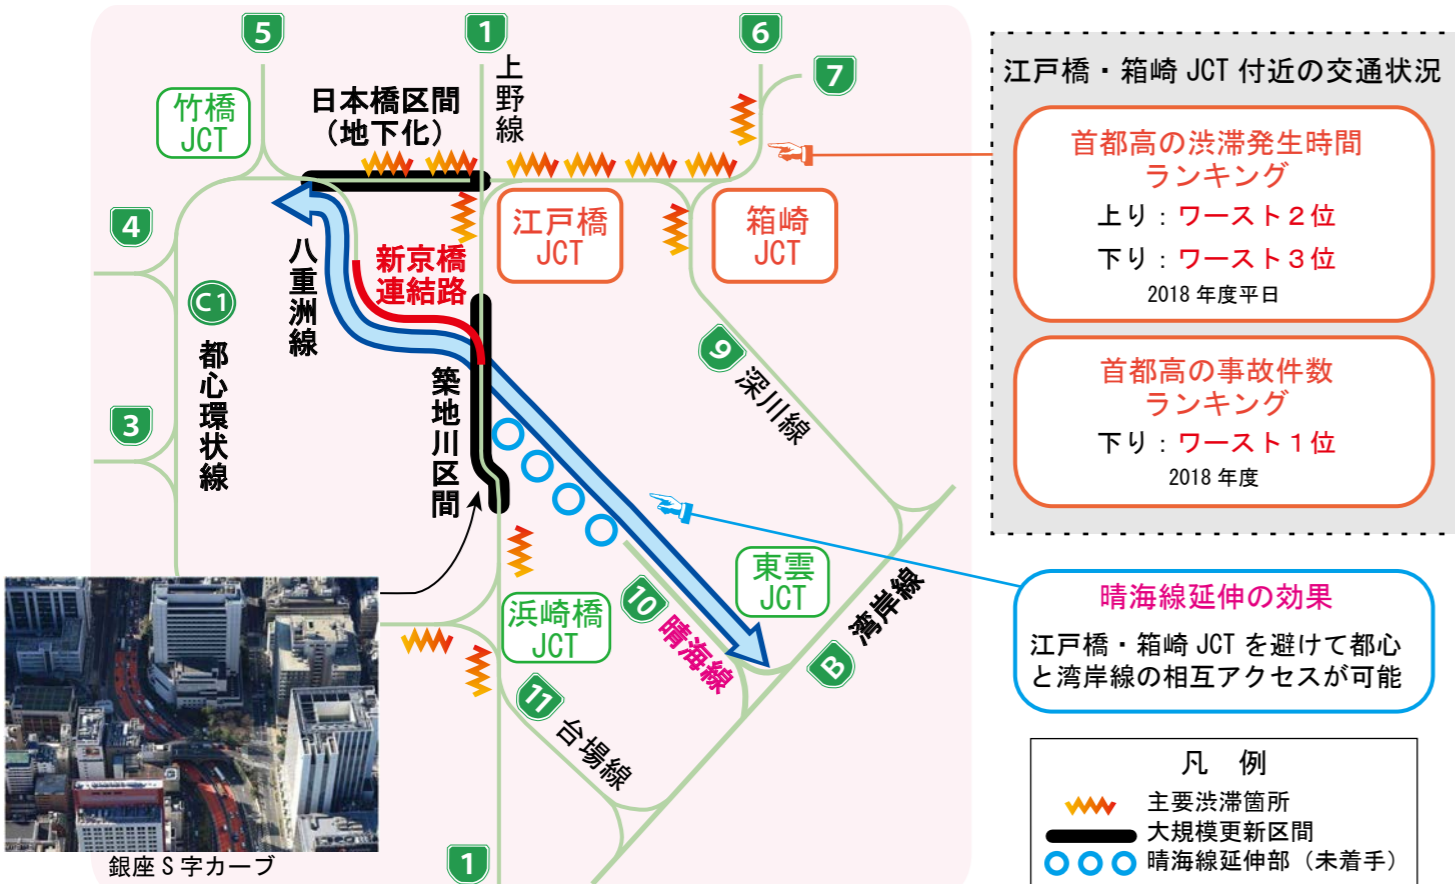 5
1
6
7
上野線
竹橋
JCT
日本橋区間
（地下化）
江戸橋
JCT
箱崎
JCT
4
八重洲線
新京橋
連結路
C1
都心環状線
3
築地川区間
9
深川線
10
晴海線
東雲
JCT
B
湾岸線
浜崎橋
JCT
11
台場線
1
銀座S字カーブ
江戸橋・箱崎 JCT 付近の交通状況
首都高の渋滞発生時間
ランキング
上り：ワースト２位
下り：ワースト３位
2018 年度平日
首都高の事故件数
ランキング
下り：ワースト１位
2018 年度
晴海線延伸の効果
江戸橋・箱崎 JCT を避けて都心
と湾岸線の相互アクセスが可能
凡　例
主要渋滞箇所
大規模更新区間
晴海線延伸部（未着手）